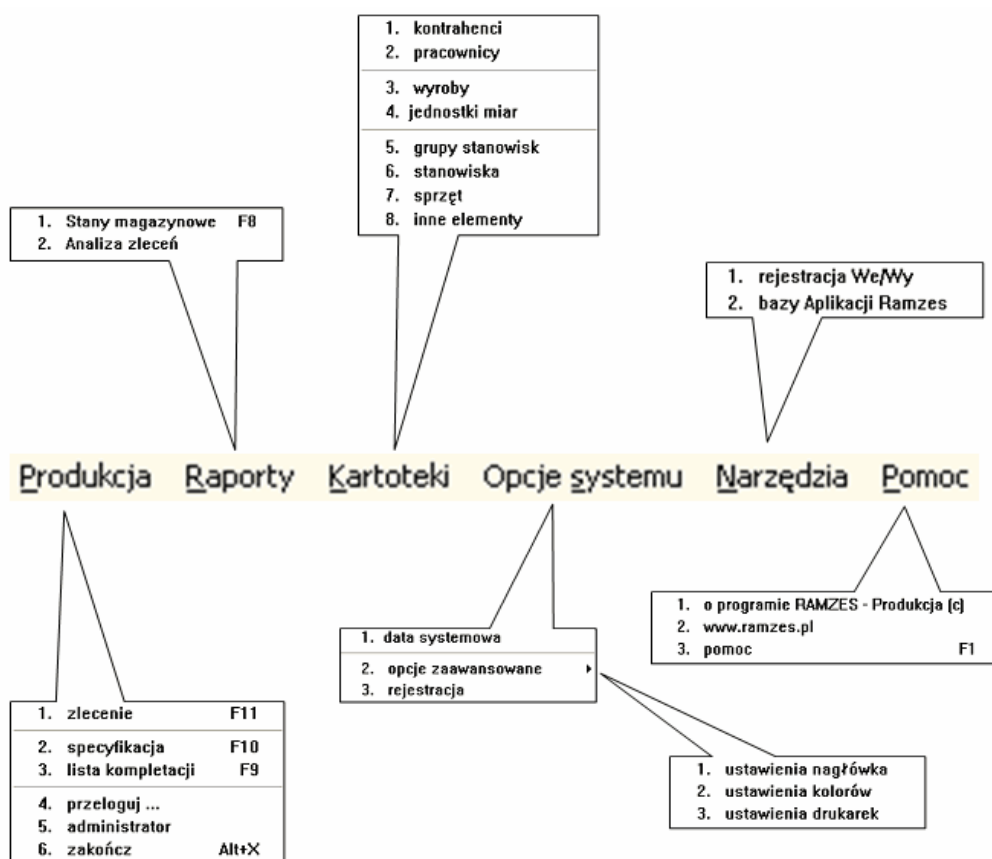 1. kontrahenci
2. pracownicy
3. wyroby
4. jednostki miar
5. grupy stanowisk
6. stanowiska
7. sprzęt
8. inne elementy
1. Stany magazynowe F8
2. Analiza zleceń
1. rejestracja We/Wy
2. bazy Aplikacji Ramzes
Produkcja Raporty Kartoteki Opcje systemu Narzędzia Pomoc
1. o programie RAMZES - Produkcja (c)
2. www.ramzes.pl
3. pomoc F1
1. data systemowa
2. opcje zaawansowane
3. rejestracja
1. zlecenie F11
2. specyfikacja F10
3. lista kompletacji F9
4. przeloguj ...
5. administrator
6. zakończ Alt+X
1. ustawienia nagłówka
2. ustawienia kolorów
3. ustawienia drukarek